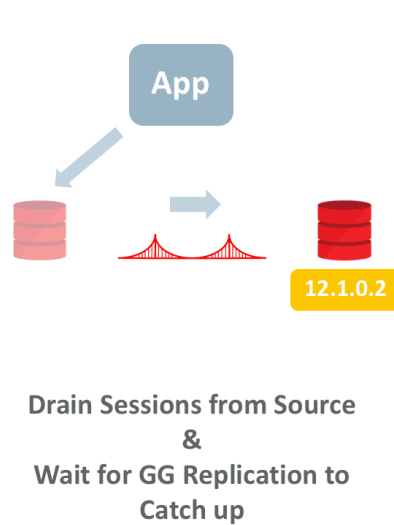 App
12.1.0.2
Drain Sessions from Source
&
Wait for GG Replication to
Catch up